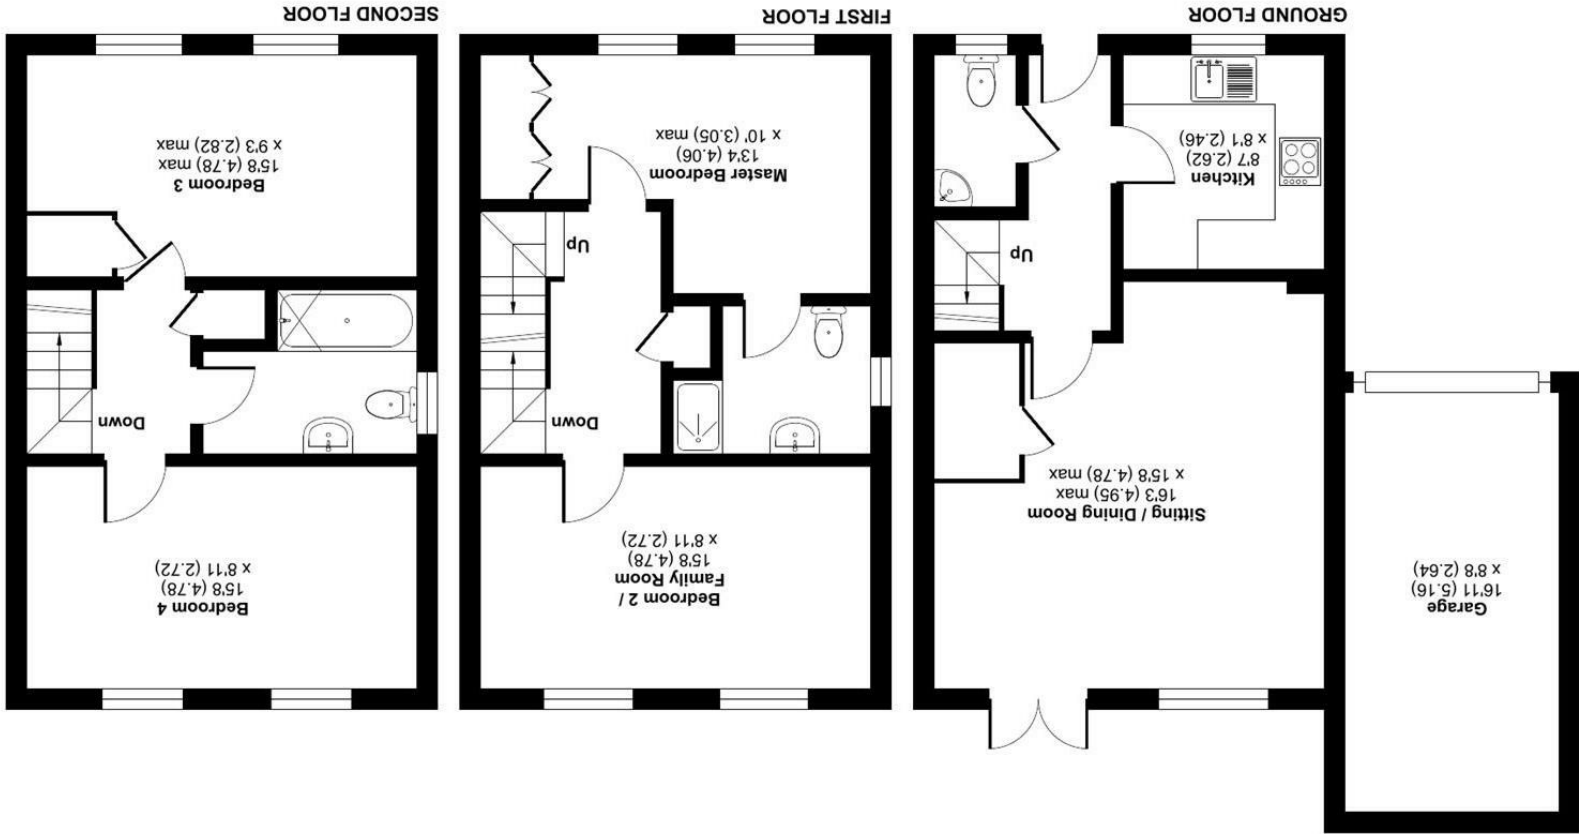 Garage
16'11 (5.16)
x 8'8 (2.64)
Sitting / Dining Room
16'3 (4.95) max
x 15'8 (4.78) max
Up
Kitchen
8'7 (2.62)
x 8'1 (2.46)
GROUND FLOOR
Bedroom 2 /
Family Room
15'8 (4.78)
x 8'11 (2.72)
Down
Up
Master Bedroom
13'4 (4.06)
x 10' (3.05) max
FIRST FLOOR
Bedroom 4
15'8 (4.78)
x 8'11 (2.72)
Down
Bedroom 3
15'8 (4.78) max
x 9'3 (2.82) max
SECOND FLOOR